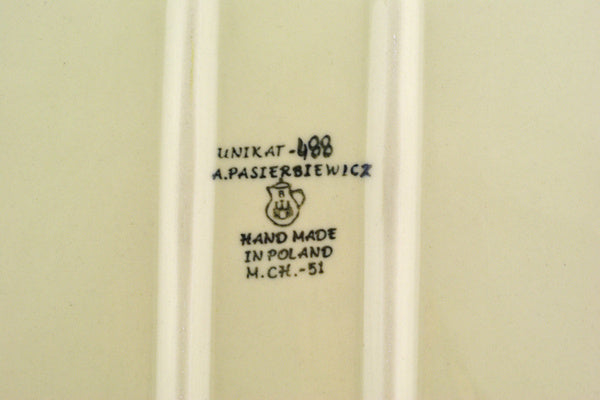 UNIKAT-488
A.PASIERBIEWICZ
B
HAND MADE
IN POLAND
M.CH.-51